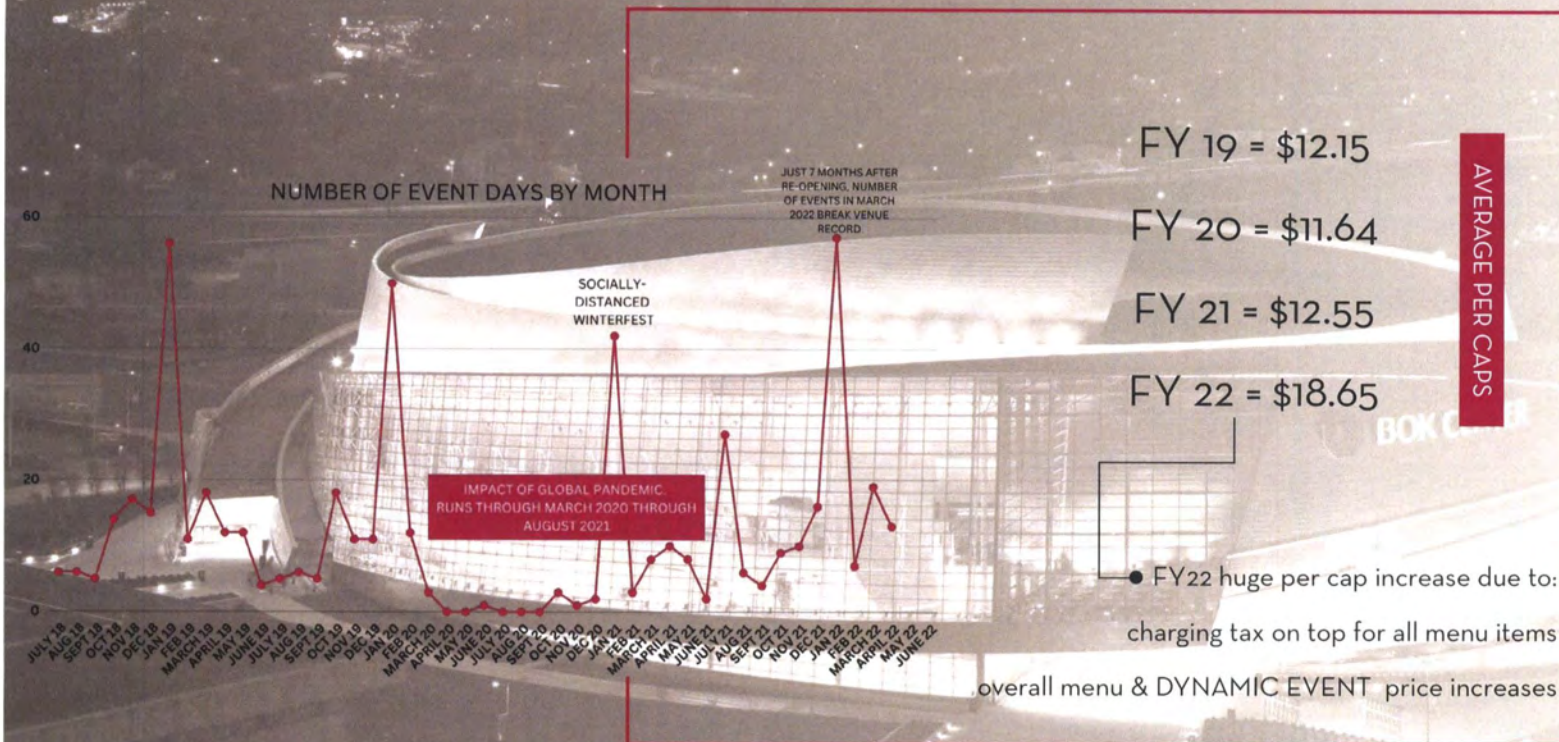 NUMBER OF EVENT DAYS BY MONTH
JUST 7 MONTHS AFTER
RE-OPENING, NUMBER
OF EVENTS IN MARCH
2022 BREAK VENUE
RECORD
SOCIALLY-
DISTANCED
WINTERFEST
IMPACT OF GLOBAL PANDEMIC.
RUNS THROUGH MARCH 2020 THROUGH
AUGUST 2021
60
40
20
0
JULY 18
AUG 18
SEPT 19
OCT 18
NOV 18
DEC 18
JAN 19
FEB 19
MARCH 19
APRIL 19
MAY 19
JUNE 19
JULY 19
AUG 19
SEPT 19
OCT 19
NOV 19
DEC 18
JAN 20
FEB 20
MARCH 20
APRIL 20
MAY 20
JUNE 20
JULY 20
AUG 20
SEPT 20
OCT 20
NOV 20
DEC 20
JAN
FEB 21
MARCH 21
APRIL 21
MAY 21
JUNE 21
AUG 21
SEPT 21
OCT 21
NOV 21
DEC 21
JAN 22
FEB 22
MARCH 22
ARPIL 22
MAY 22
JUNE 22
FY 19 = $12.15
FY 20 = $11.64
FY 21 = $12.55
FY 22 = $18.65
AVERAGE PER CAPS
BOK
FY22 huge per cap increase due to:
charging tax on top for all menu items
overall menu & DYNAMIC EVENT price increases